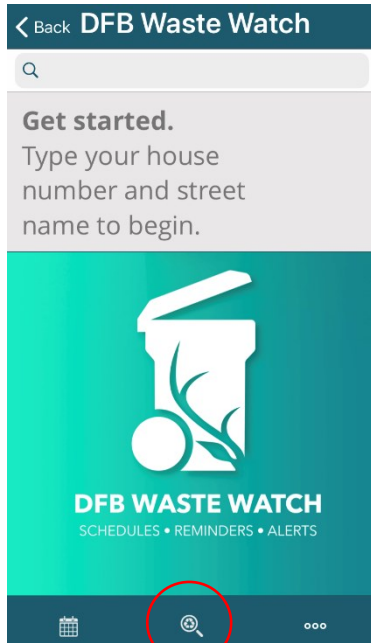 Back DFB Waste Watch
Get started.
Type your house
number and street
name to begin.
DFB WASTE WATCH
SCHEDULES • REMINDERS • ALERTS